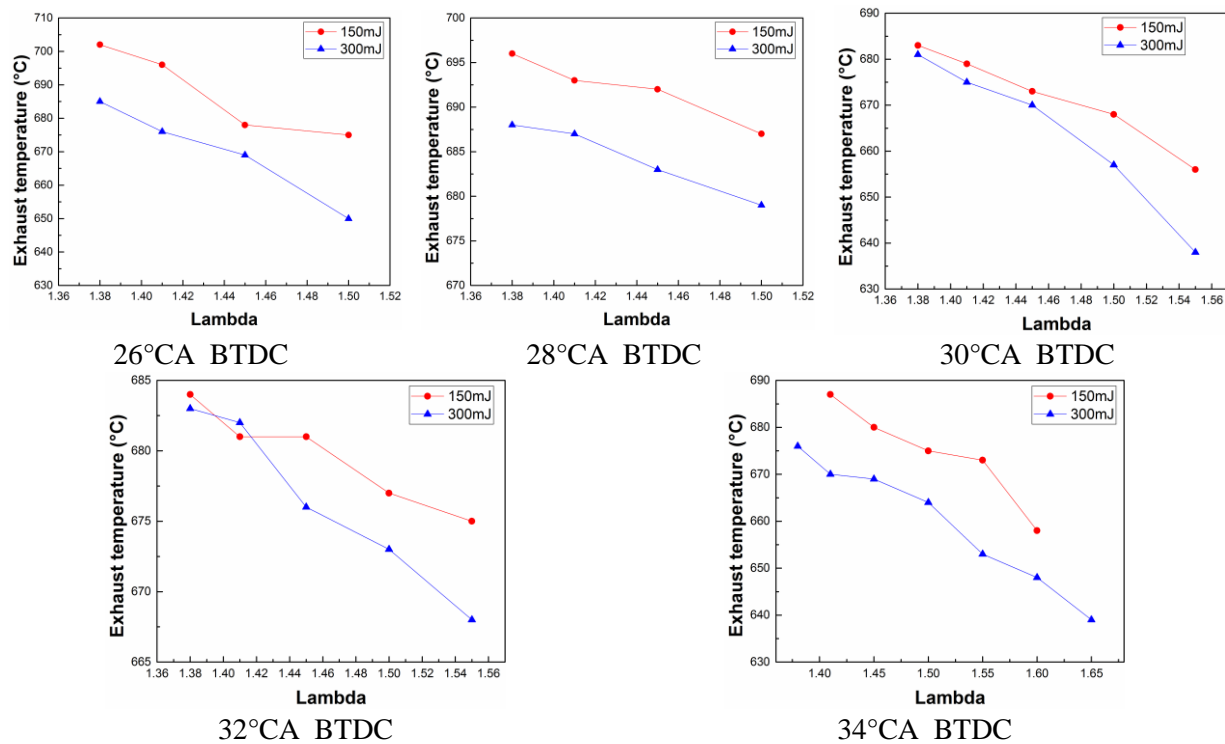 710
700
690
680
670
660
650
640
630
Exhaust temperature (°C)
150mJ
300mJ
1.36 1.38 1.40 1.42 1.44 1.46 1.48 1.50 1.52
Lambda
26°CA BTDC
700
695
690
685
680
675
670
Exhaust temperature (°C)
150mJ
300mJ
1.36 1.38 1.40 1.42 1.44 1.46 1.48 1.50 1.52
Lambda
28°CA BTDC
690
680
670
660
650
640
630
Exhaust temperature (°C)
150mJ
300mJ
1.36 1.38 1.40 1.42 1.44 1.46 1.48 1.50 1.52 1.54 1.56
Lambda
30°CA BTDC
685
680
675
670
665
Exhaust temperature (°C)
150mJ
300mJ
1.36 1.38 1.40 1.42 1.44 1.46 1.48 1.50 1.52 1.54 1.56
Lambda
32°CA BTDC
690
680
670
660
650
640
630
Exhaust temperature (°C)
150mJ
300mJ
1.40 1.45 1.50 1.55 1.60 1.65
Lambda
34°CA BTDC